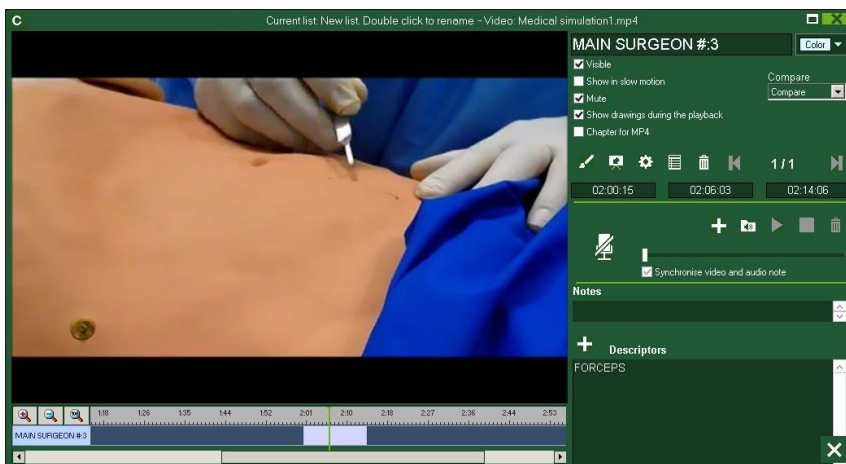 C Current list: New list. Double click to rename - Video: Medical simulation1.mp4 X
MAIN SURGEON #:3 Color
Visible
Show in slow motion Compare
Mute Compare
Show drawings during the playback
Chapter for MP4
1 / 1
02:00:15 02:06:03 02:14:06
Synchronise video and audio note
Notes
+ Descriptors
FORCEPS
1:18 1:26 1:35 1:44 1:52 2:01 2:10 2:18 2:27 2:36 2:44 2:53
MAIN SURGEON #:3